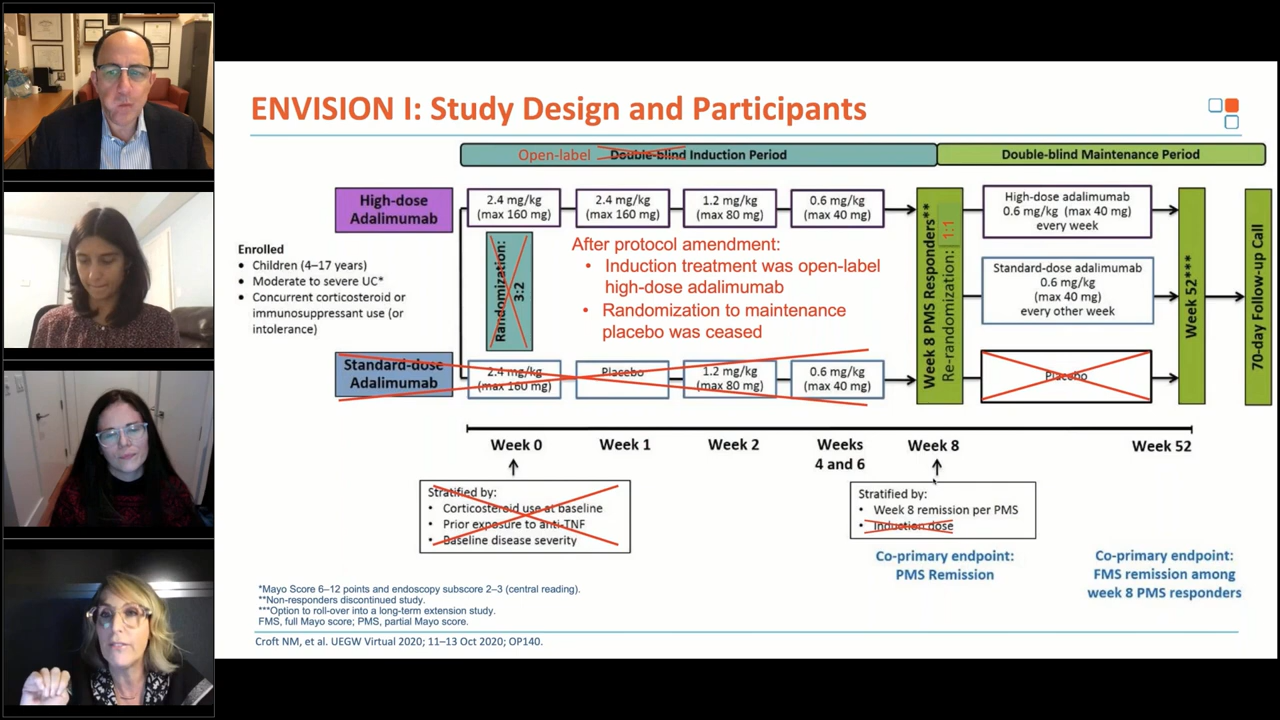 ENVISION I: Study Design and Participants
Open-label Double-blind Induction Period
Double-blind Maintenance Period
High-dose
Adalimumab
2.4 mg/kg
(max 160 mg)
2.4 mg/kg
(max 160 mg)
1.2 mg/kg
(max 80 mg)
0.6 mg/kg
(max 40 mg)
Week 8 PMS Responders**
Re-randomization: 1:1
High-dose adalimumab
0.6 mg/kg (max 40 mg)
every week
Week 52***
70-day Follow-up Call
Enrolled
• Children (4–17 years)
• Moderate to severe UC*
• Concurrent corticosteroid or
immunosuppressant use (or
intolerance)
Randomization:
3:2
After protocol amendment:
• Induction treatment was open-label
high-dose adalimumab
• Randomization to maintenance
placebo was ceased
Standard-dose adalimumab
0.6 mg/kg
(max 40 mg)
every other week
Standard-dose
Adalimumab
2.4 mg/kg
(max 160 mg)
Placebo
1.2 mg/kg
(max 80 mg)
0.6 mg/kg
(max 40 mg)
Placebo
Week 0
Week 1
Week 2
Weeks
4 and 6
Week 8
Week 52
Stratified by:
• Corticosteroid use at baseline
• Prior exposure to anti-TNF
• Baseline disease severity
Stratified by:
• Week 8 remission per PMS
• Induction dose
Co-primary endpoint:
PMS Remission
Co-primary endpoint:
FMS remission among
week 8 PMS responders
*Mayo Score 6–12 points and endoscopy subscore 2–3 (central reading).
**Non-responders discontinued study.
***Option to roll-over into a long-term extension study.
FMS, full Mayo score; PMS, partial Mayo score.
Croft NM, et al. UEGW Virtual 2020; 11–13 Oct 2020; OP140.